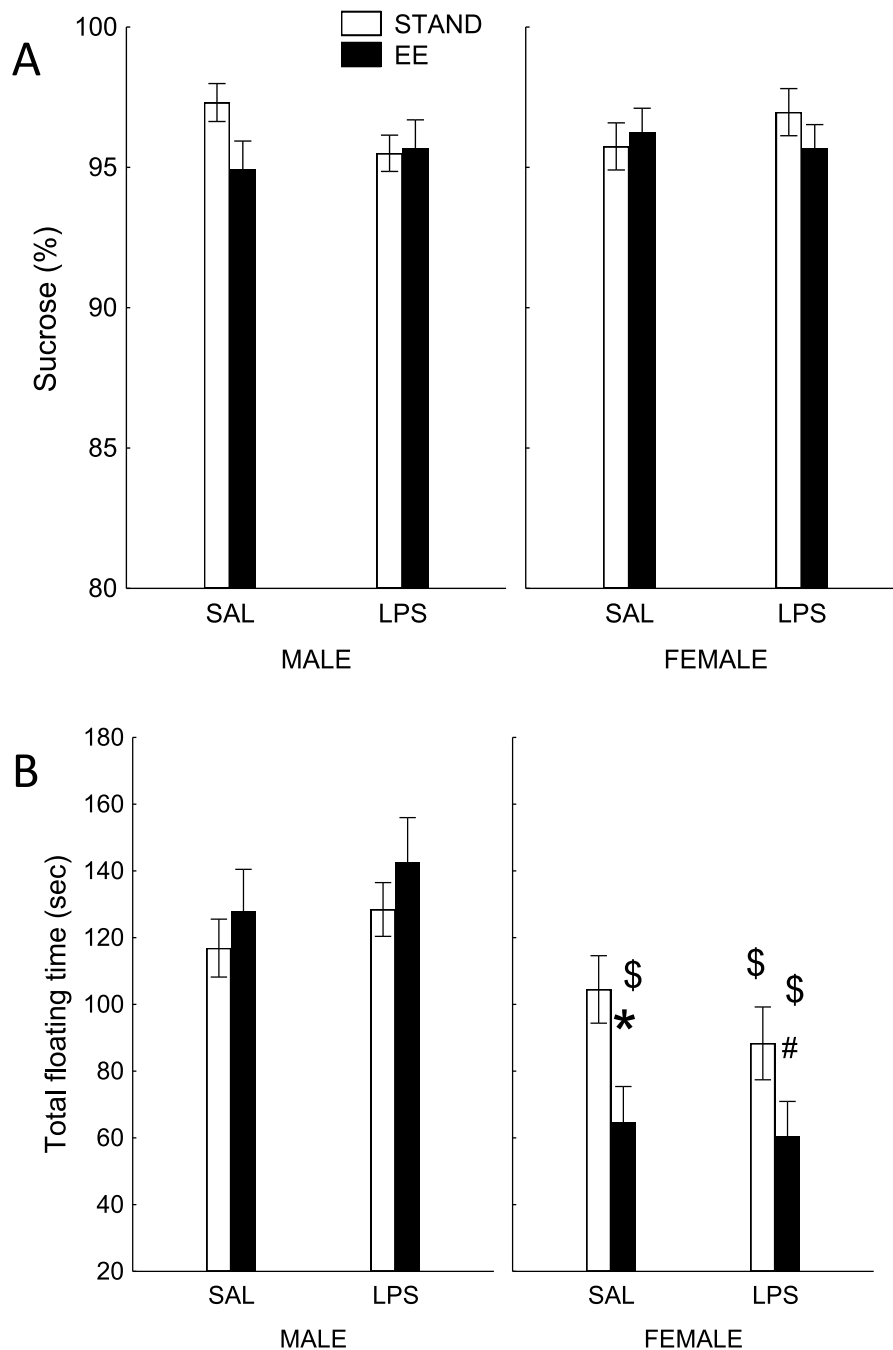 A
STAND
EE
Sucrose (%)
100
95
90
85
80
SAL LPS SAL LPS
MALE FEMALE
B
Total floating time (sec)
180
160
140
120
100
80
60
40
20
$ $ $
* #
SAL LPS SAL LPS
MALE FEMALE